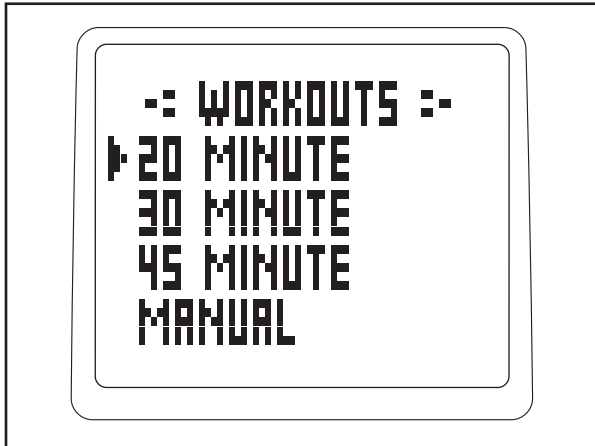 -: WORKOUTS :-
20 MINUTE
30 MINUTE
45 MINUTE
MANUAL